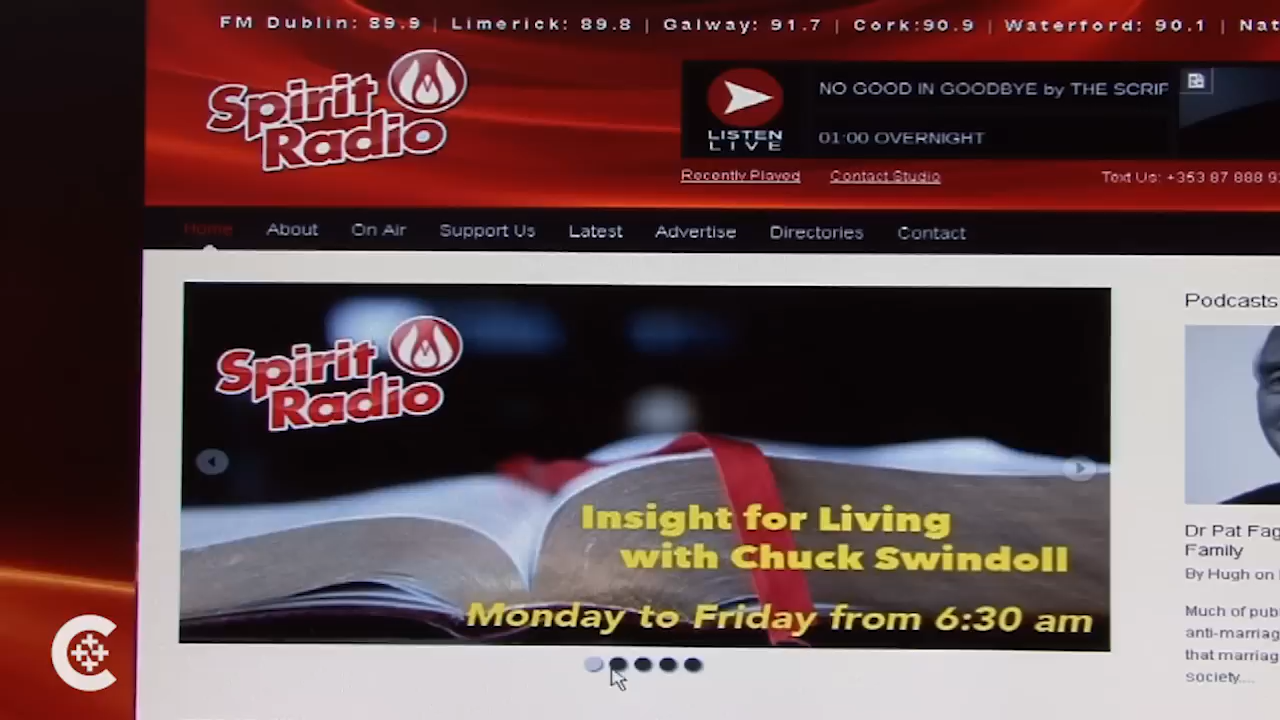 FM Dublin: 89.9 | Limerick: 89.8 | Galway: 91.7 | Cork:90.9 | Waterford: 90.1 |
Spirit
Radio
NO GOOD IN GOODBYE by THE SCRIF
LISTEN
LIVE
01:00 OVERNIGHT
Recently Played
Contact Studio
Text Us: +353 87 888
Home
About
On Air
Support Us
Latest
Advertise
Directories
Contact
Spirit
Radio
Insight for Living
with Chuck Swindoll
Monday to Friday from 6:30 am
Podcasts
Dr Pat Fag
Family
By Hugh on
Much of pub
anti-marriag
that marriag
society....